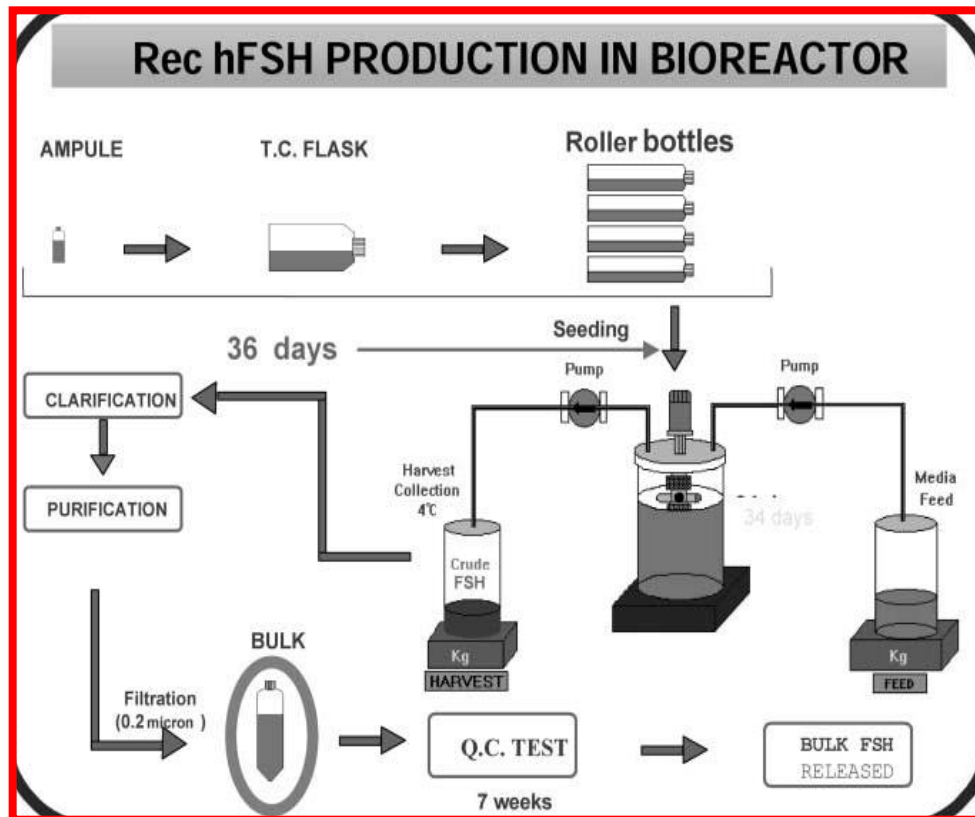 Rec hFSH PRODUCTION IN BIOREACTOR
AMPULE
T.C. FLASK
Roller bottles
Seeding
36 days
Pump
Pump
CLARIFICATION
PURIFICATION
Harvest
Collection
4℃
Media
Feed
34 days
Crude
FSH
Kg
HARVEST
Kg
FEED
BULK
Filtration
(0.2 micron )
Q.C. TEST
7 weeks
BULK FSH
RELEASED